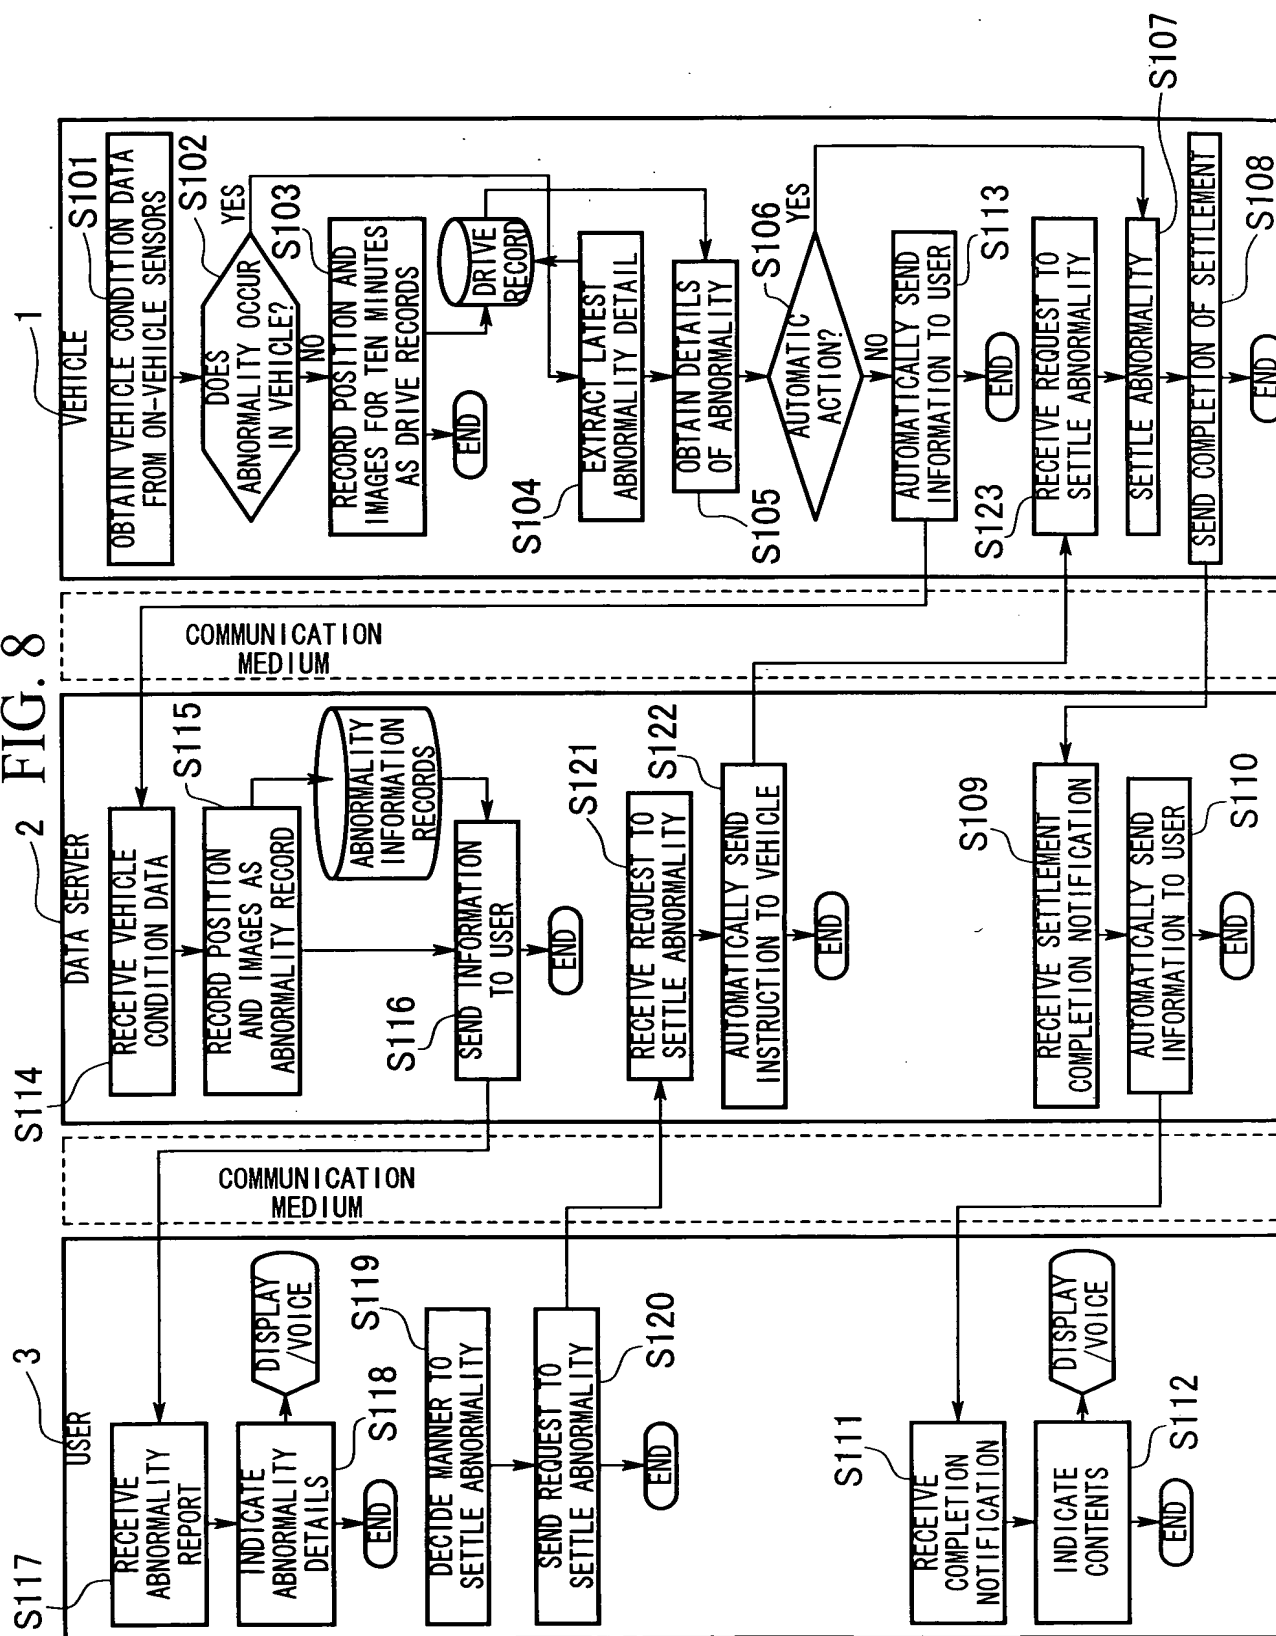 FIG. 8
3
USER
S117
RECEIVE
ABNORMALITY
REPORT
INDICATE
ABNORMALITY
DETAILS
S118
DISPLAY
/VOICE
END
S119
DECIDE MANNER TO
SETTLE ABNORMALITY
SEND REQUEST TO
SETTLE ABNORMALITY
S120
END
S111
RECEIVE
COMPLETION
NOTIFICATION
INDICATE
CONTENTS
S112
DISPLAY
/VOICE
END
COMMUNICATION
MEDIUM
2
DATA SERVER
S114
RECEIVE VEHICLE
CONDITION DATA
S115
RECORD POSITION
AND IMAGES AS
ABNORMALITY RECORD
ABNORMALITY
INFORMATION
RECORDS
S116
SEND INFORMATION
TO USER
END
S121
RECEIVE REQUEST TO
SETTLE ABNORMALITY
S122
AUTOMATICALLY SEND
INSTRUCTION TO VEHICLE
END
S109
RECEIVE SETTLEMENT
COMPLETION NOTIFICATION
AUTOMATICALLY SEND
INFORMATION TO USER
S110
END
COMMUNICATION
MEDIUM
1
VEHICLE
S101
OBTAIN VEHICLE CONDITION DATA
FROM ON-VEHICLE SENSORS
S102
DOES
ABNORMALITY OCCUR
IN VEHICLE?
YES
NO
S103
RECORD POSITION AND
IMAGES FOR TEN MINUTES
AS DRIVE RECORDS
END
DRIVE
RECORD
S104
EXTRACT LATEST
ABNORMALITY DETAIL
S105
OBTAIN DETAILS
OF ABNORMALITY
S106
AUTOMATIC
ACTION?
YES
NO
AUTOMATICALLY SEND
INFORMATION TO USER
S113
END
S123
RECEIVE REQUEST TO
SETTLE ABNORMALITY
S107
SETTLE ABNORMALITY
SEND COMPLETION OF SETTLEMENT
S108
END